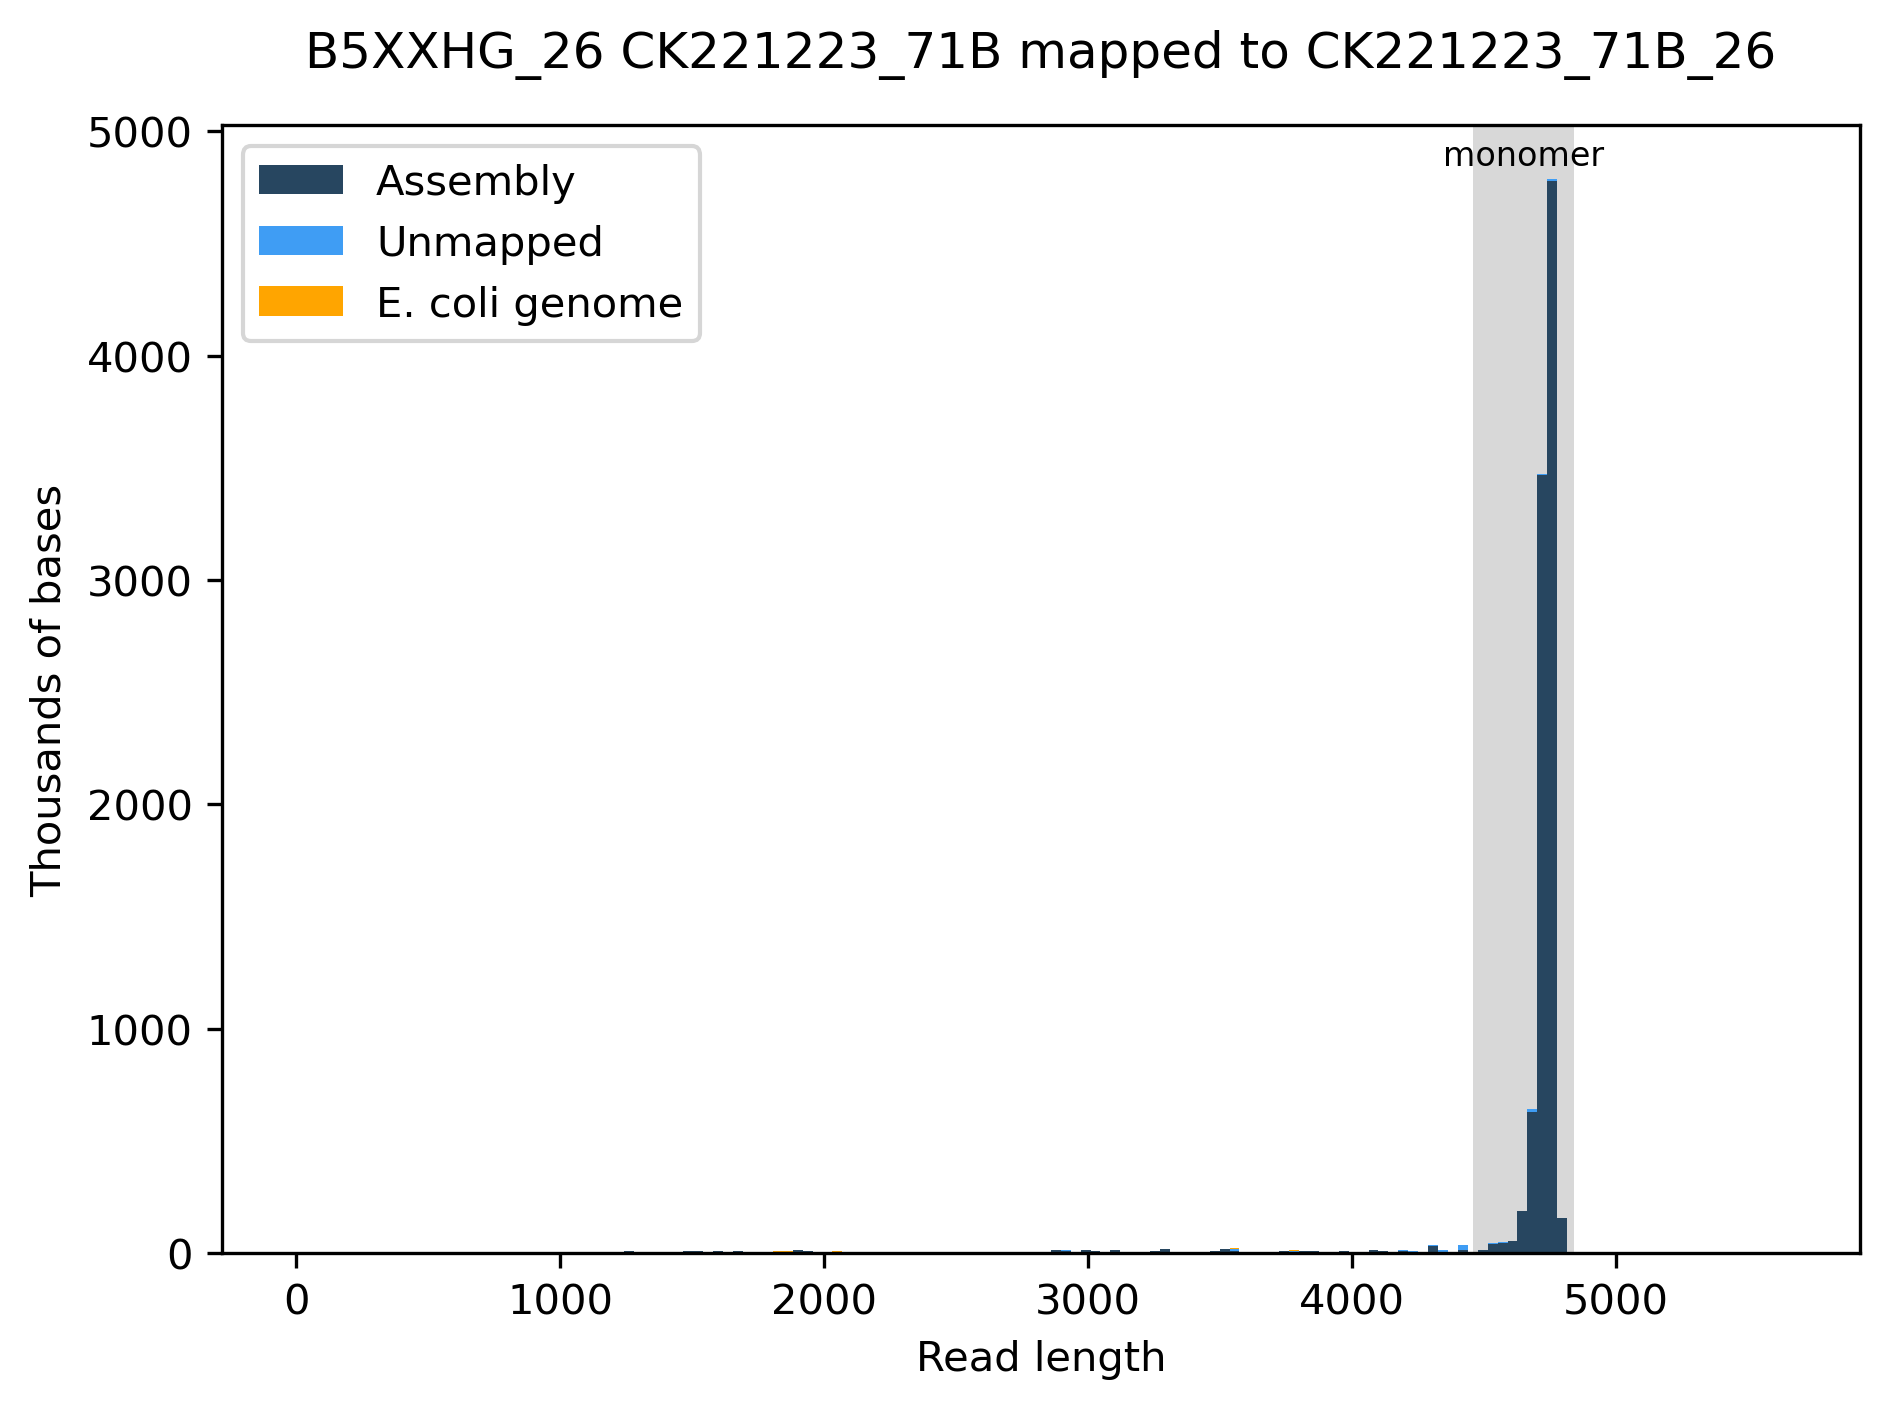 B5XXHG_26 CK221223_71B mapped to CK221223_71B_26
5000
4000
3000
2000
1000
0
Thousands of bases
Assembly
Unmapped
E. coli genome
monomer
0 1000 2000 3000 4000 5000
Read length